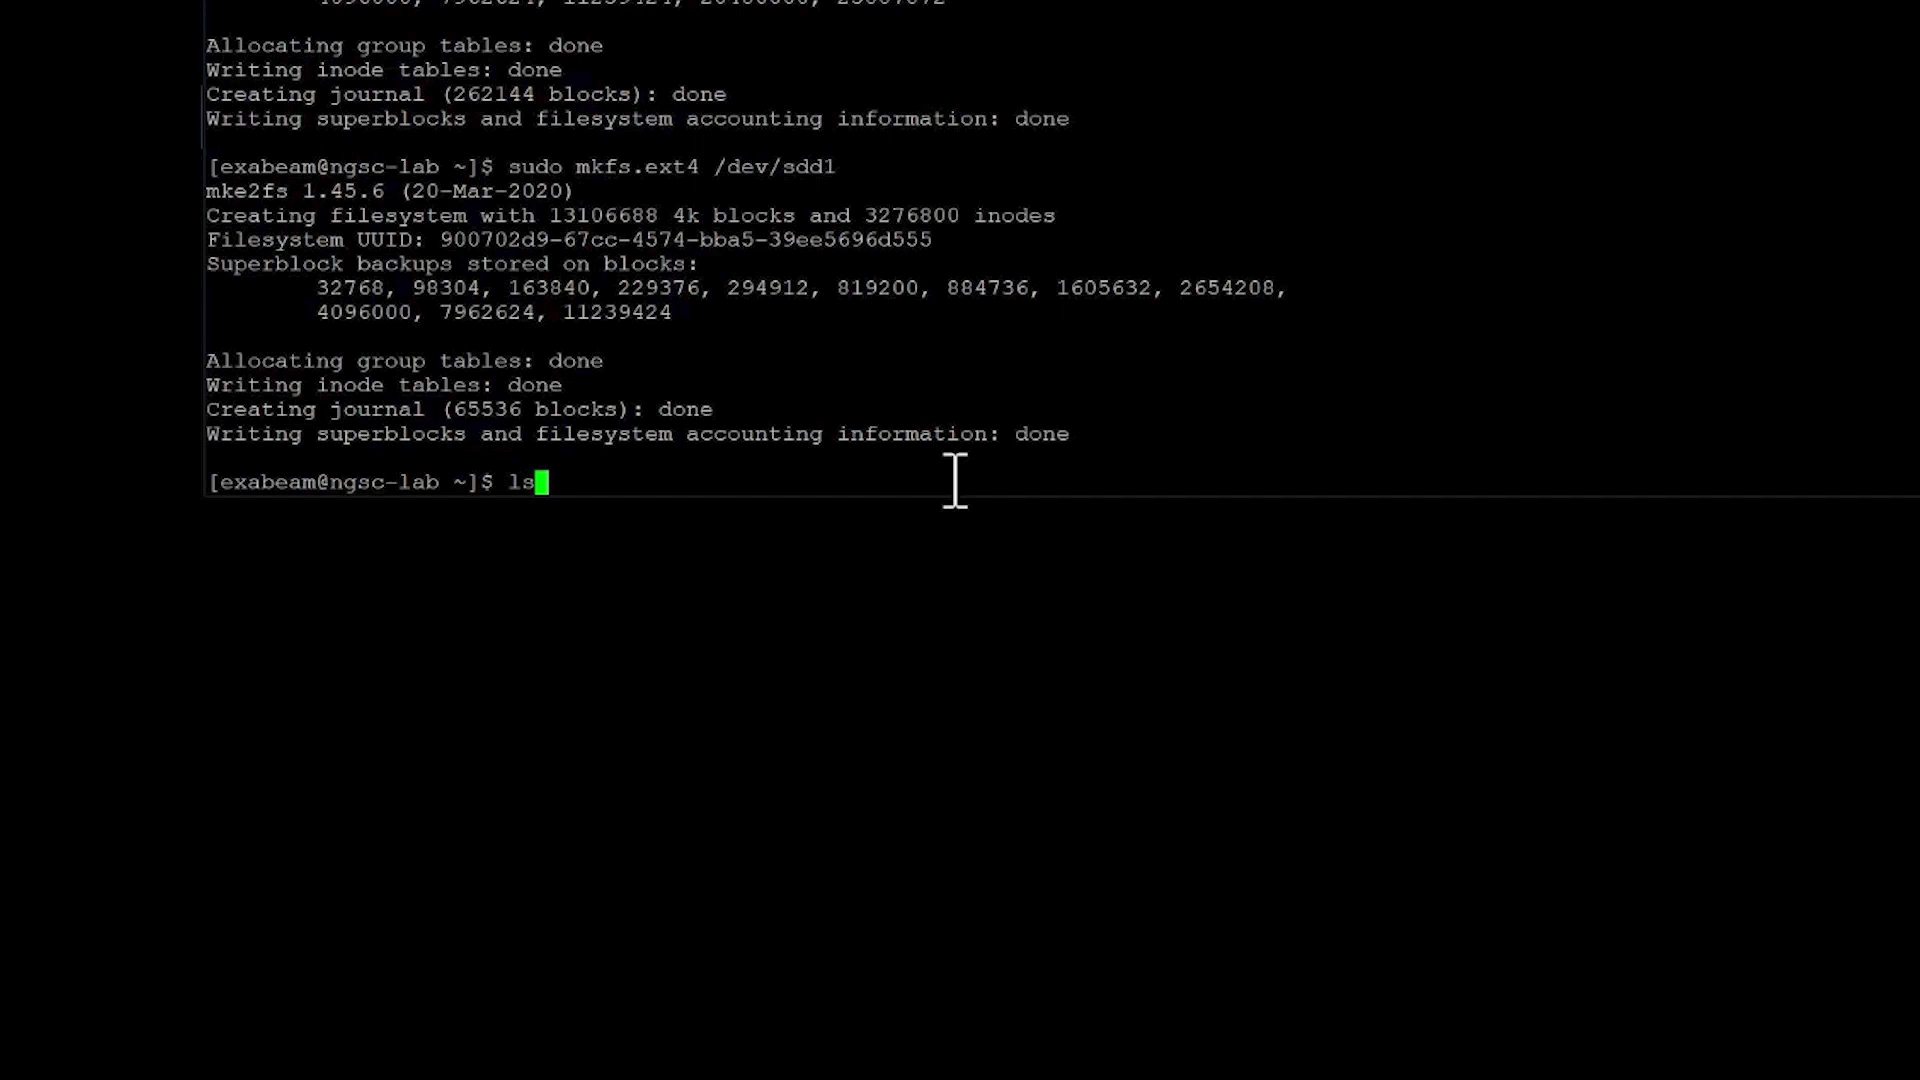 Allocating group tables: done
Writing inode tables: done
Creating journal (262144 blocks): done
Writing superblocks and filesystem accounting information: done
[exabeam@ngsc-lab ~]$ sudo mkfs.ext4 /dev/sdd1
mke2fs 1.45.6 (20-Mar-2020)
Creating filesystem with 13106688 4k blocks and 3276800 inodes
Filesystem UUID: 900702d9-67cc-4574-bba5-39ee5696d555
Superblock backups stored on blocks:
32768, 98304, 163840, 229376, 294912, 819200, 884736, 1605632, 2654208,
4096000, 7962624, 11239424
Allocating group tables: done
Writing inode tables: done
Creating journal (65536 blocks): done
Writing superblocks and filesystem accounting information: done
[exabeam@ngsc-lab ~]$ ls